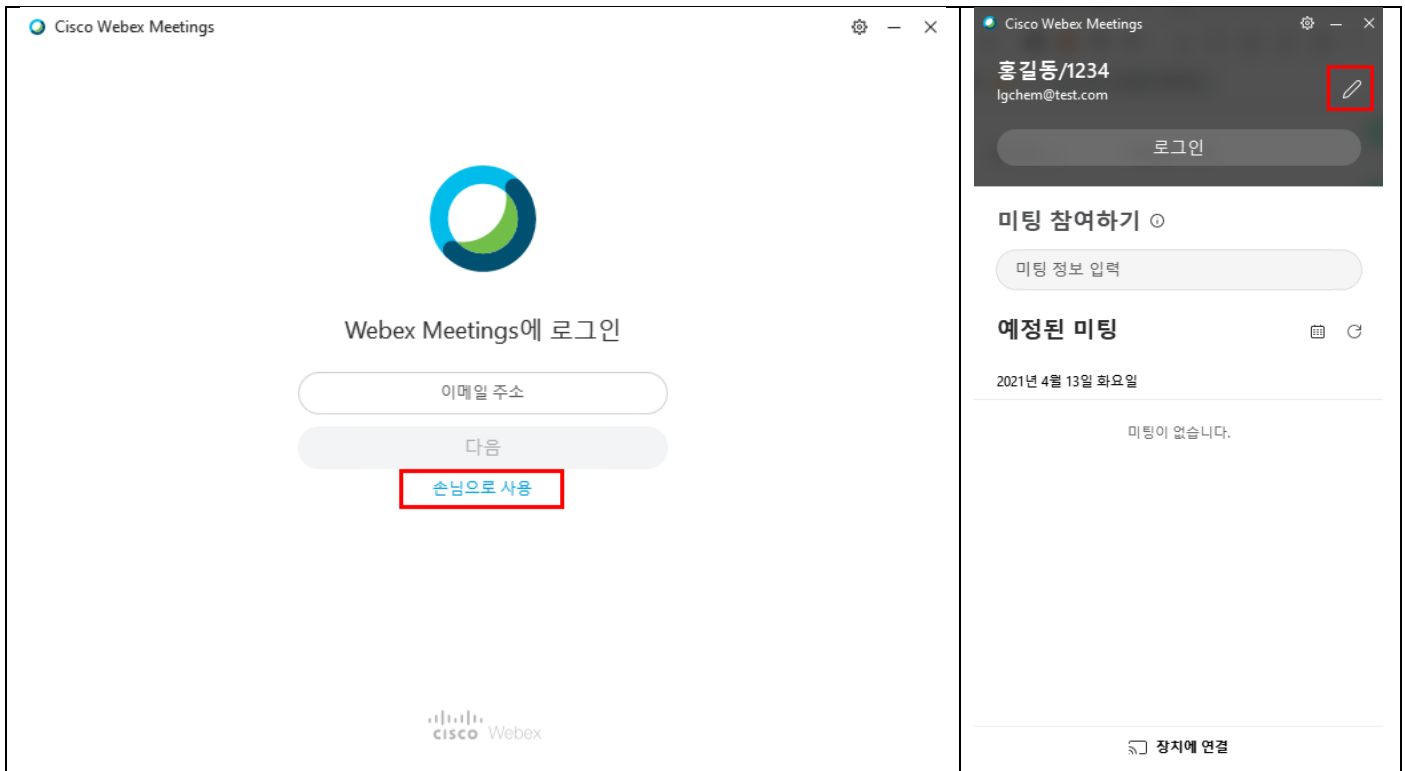 Cisco Webex Meetings
Webex Meetings에 로그인
이메일 주소
다음
손님으로 사용
cisco Webex
Cisco Webex Meetings
홍길동/1234
lgchem@test.com
로그인
미팅 참여하기
미팅 정보 입력
예정된 미팅
2021년 4월 13일 화요일
미팅이 없습니다.
장치에 연결